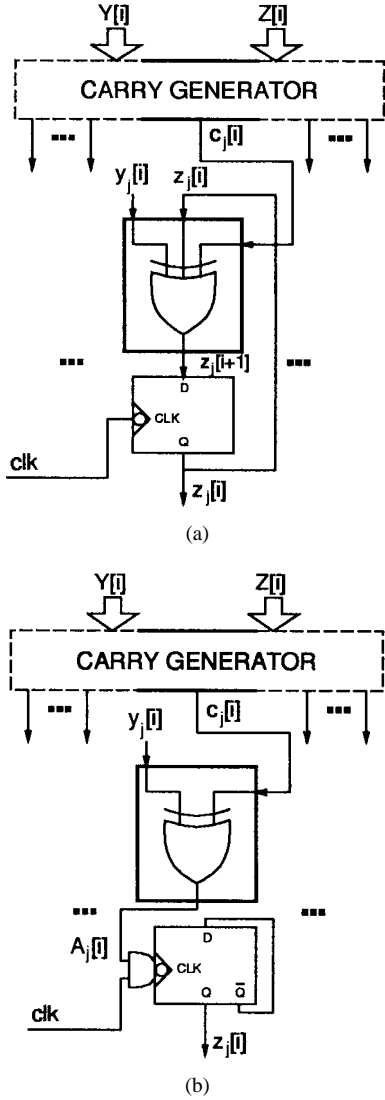 Y[i] Z[i]
CARRY GENERATOR
c_j[i]
y_j[i] z_j[i]
z_j[i+1]
D
CLK
Q
clk
z_j[i]
(a)
Y[i] Z[i]
CARRY GENERATOR
c_j[i]
y_j[i]
A_j[i]
D
CLK
Q Q̅
clk
z_j[i]
(b)